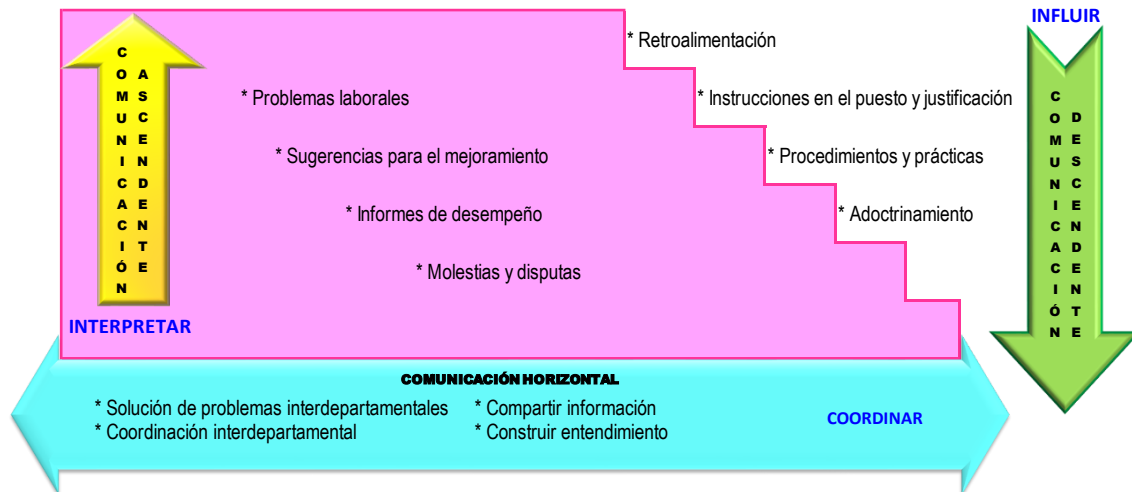 INFLUIR
* Retroalimentación
COMUNICACIÓN
ASCENDENTE
* Problemas laborales
* Instrucciones en el puesto y justificación
COMUNICACIÓN
DESCENDENTE
* Sugerencias para el mejoramiento
* Procedimientos y prácticas
* Informes de desempeño
* Adoctrinamiento
* Molestias y disputas
INTERPRETAR
COMUNICACIÓN HORIZONTAL
* Solución de problemas interdepartamentales
* Coordinación interdepartamental
* Compartir información
* Construir entendimiento
COORDINAR